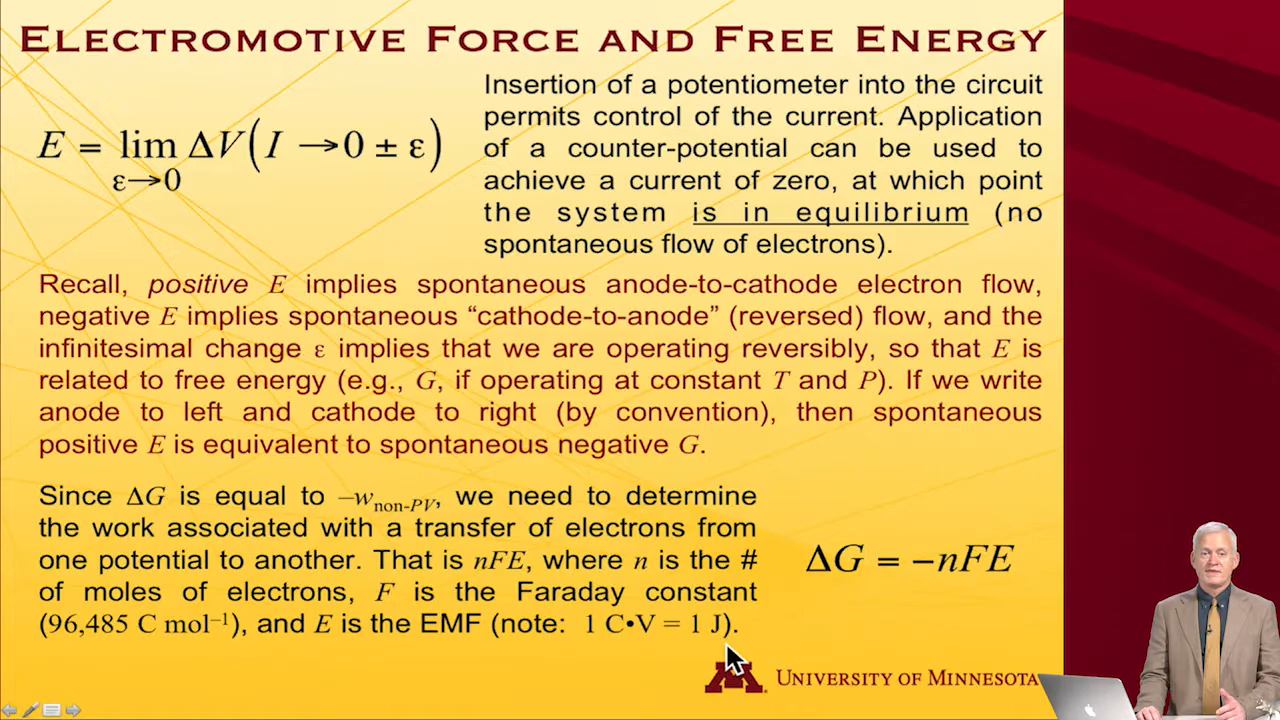 ELECTROMOTIVE FORCE AND FREE ENERGY
E = lim ΔV(I →0 ± ε)
ε→0
Insertion of a potentiometer into the circuit
permits control of the current. Application
of a counter-potential can be used to
achieve a current of zero, at which point
the system is in equilibrium (no
spontaneous flow of electrons).
Recall, positive E implies spontaneous anode-to-cathode electron flow,
negative E implies spontaneous “cathode-to-anode” (reversed) flow, and the
infinitesimal change ε implies that we are operating reversibly, so that E is
related to free energy (e.g., G, if operating at constant T and P). If we write
anode to left and cathode to right (by convention), then spontaneous
positive E is equivalent to spontaneous negative G.
Since ΔG is equal to –wnon-PV, we need to determine
the work associated with a transfer of electrons from
one potential to another. That is nFE, where n is the #
of moles of electrons, F is the Faraday constant
(96,485 C mol–1), and E is the EMF (note: 1 C•V = 1 J).
ΔG = −nFE
M
UNIVERSITY OF MINNESOTA